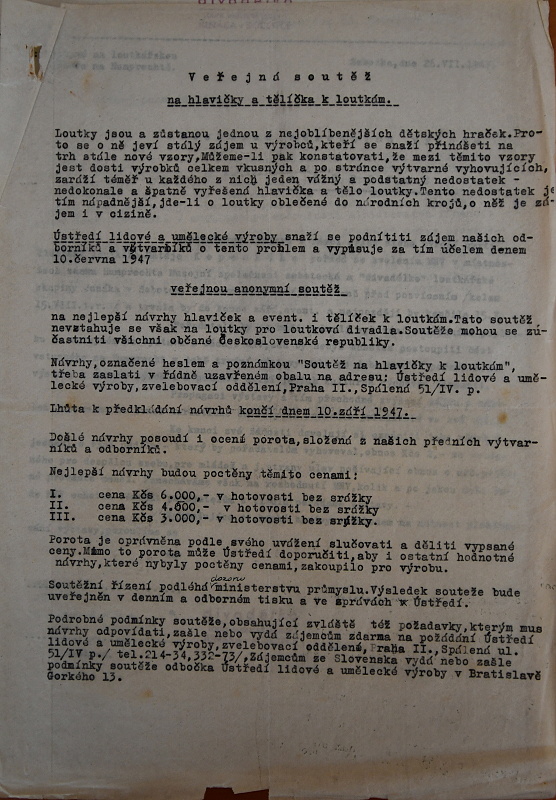 V e ř e j n á  s o u t ě ž
na hlavičky a tělíčka k loutkám.
Loutky jsou a zůstanou jednou z nejoblíbenějších dětských hraček.Pro-
to se o ně jeví stálý zájem u výrobců,kteří se snaží přinášeti na
trh stále nové vzory,Můžeme-li pak konstatovati,že mezi těmito vzory
jest dosti výrobků celkem vkusných a po stránce výtvarné vyhovujících,
zaráží téměř u každého z nich jeden vážný a podstatný nedostatek -
nedokonale a špatně vyřešená hlavička a tělo loutky.Tento nedostatek je
tím nápadnější,jde-li o loutky oblečené do národních krojů,o něž je zá-
jem i v cizině.
Ústředí lidové a umělecké výroby snaží se podnítiti zájem našich od-
borníků a výtvarníků o tento problem a vypisuje za tím účelem dnem
10.června 1947
veřejnou anonymní soutěž
na nejlepší návrhy hlaviček a event. i tělíček k loutkám.Tato soutěž
nevztahuje se však na loutky pro loutková divadla.Soutěže mohou se zú-
častniti všichni občané Československé republiky.
Návrhy,označené heslem a poznámkou "Soutěž na hlavičky k loutkám",
třeba zaslati v řádně uzavřeném obalu na adresu: Ústředí lidové a umě-
lecké výroby,zvelebovací oddělení,Praha II.,Spálená 51/IV. p.
Lhůta k předkládání návrhů končí dnem 10.září 1947.
Došlé návrhy posoudí i ocení porota,složená z našich předních výtvar-
níků a odborníků.
Nejlepší návrhy budou poctěny těmito cenami:
I. cena Kčs 6.000,- v hotovosti bez srážky
II. cena Kčs 4.000,- v hotovosti bez srážky
III. cena Kčs 3.000,- v hotovosti bez srážky.
Porota je oprávněna podle svého uvážení slučovati a děliti vypsané
ceny.Mimo to porota může Ústředí doporučiti,aby i ostatní hodnotné
návrhy,které nybyly poctěny cenami,zakoupilo pro výrobu.
dozoru
Soutěžní řízení podléhá ministerstvu průmyslu.Výsledek souteže bude
uveřejněn v denním a odborném tisku a ve zprávách Ústředí.
Podrobné podmínky soutěže,obsahující zvláště též požadavky,kterým mus
návrhy odpovídati,zašle nebo vydá zájemcům zdarma na požádání Ústředí
lidové a umělecké výroby,zvelebovací oddělené,Praha II.,Spálená ul.
51/IV p./ tel.214-34,332-73/,Zájemcům ze Slovenska vydá nebo zašle
podmínky soutěže odbočka Ústředí lidové a umělecké výroby v Bratislavě
Gorkého 13.